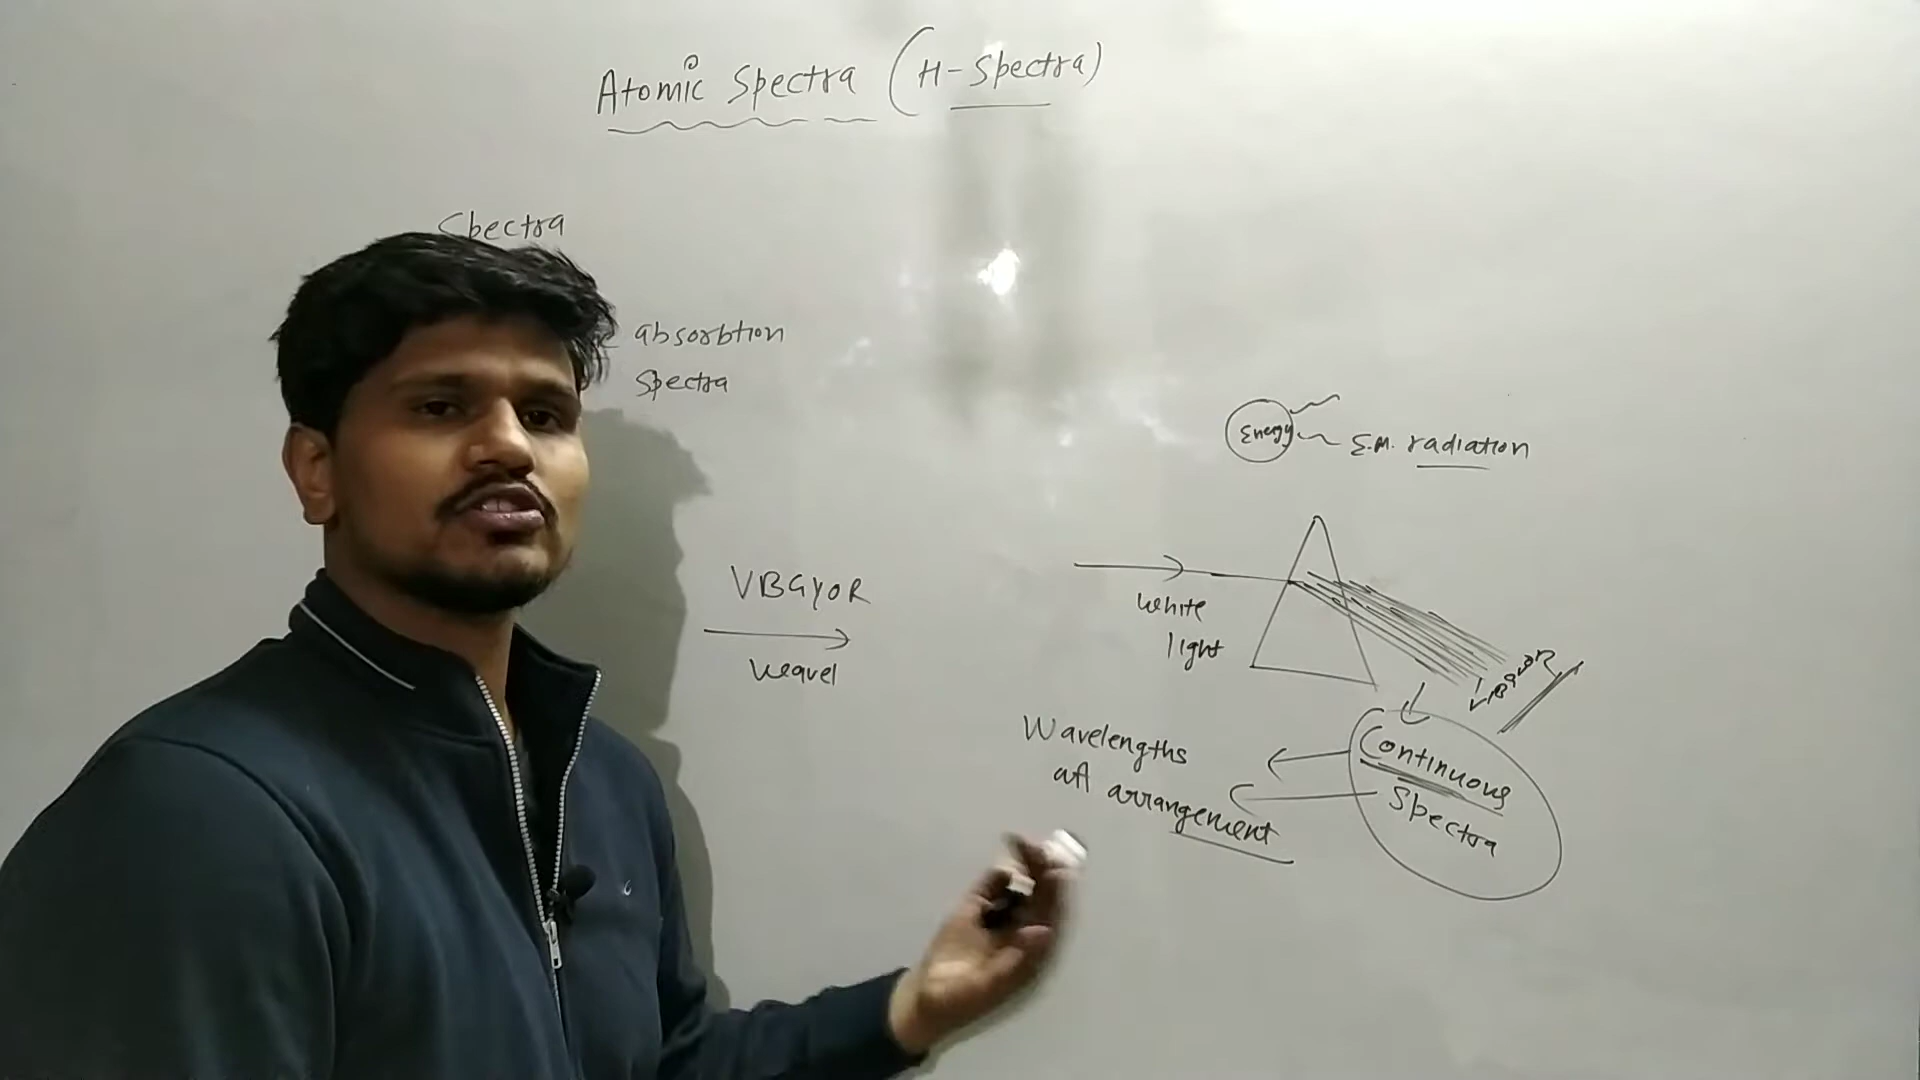 Atomic Spectra (H-Spectra)
Spectra
absorbtion
Spectra
Energy
E.M. radiation
VBGYOR
white
light
Wavelengths
arrangement
Continuous
Spectra